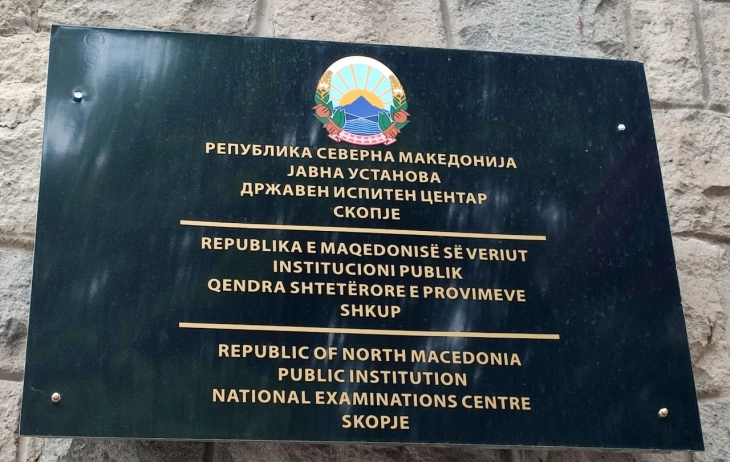 РЕПУБЛИКА СЕВЕРНА МАКЕДОНИЈА
ЈАВНА УСТАНОВА
ДРЖАВЕН ИСПИТЕН ЦЕНТАР
СКОПЈЕ
REPUBLIKA E MAQEDONISË SË VERIUT
INSTITUCIONI PUBLIK
QENDRA SHTETËRORE E PROVIMEVE
SHKUP
REPUBLIC OF NORTH MACEDONIA
PUBLIC INSTITUTION
NATIONAL EXAMINATIONS CENTRE
SKOPJE